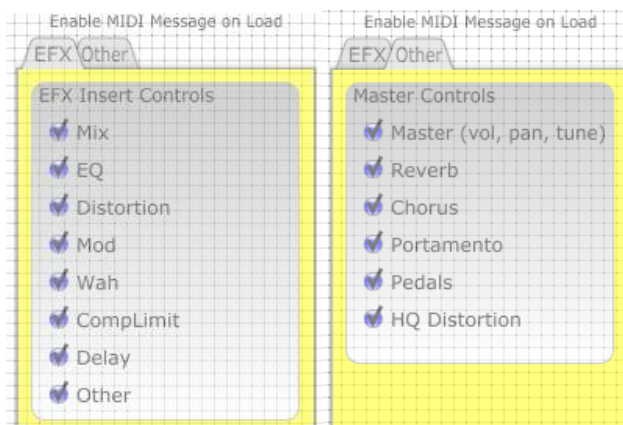 Enable MIDI Message on Load
EFX Other
EFX Insert Controls
Mix
EQ
Distortion
Mod
Wah
CompLimit
Delay
Other
Enable MIDI Message on Load
EFX Other
Master Controls
Master (vol, pan, tune)
Reverb
Chorus
Portamento
Pedals
HQ Distortion